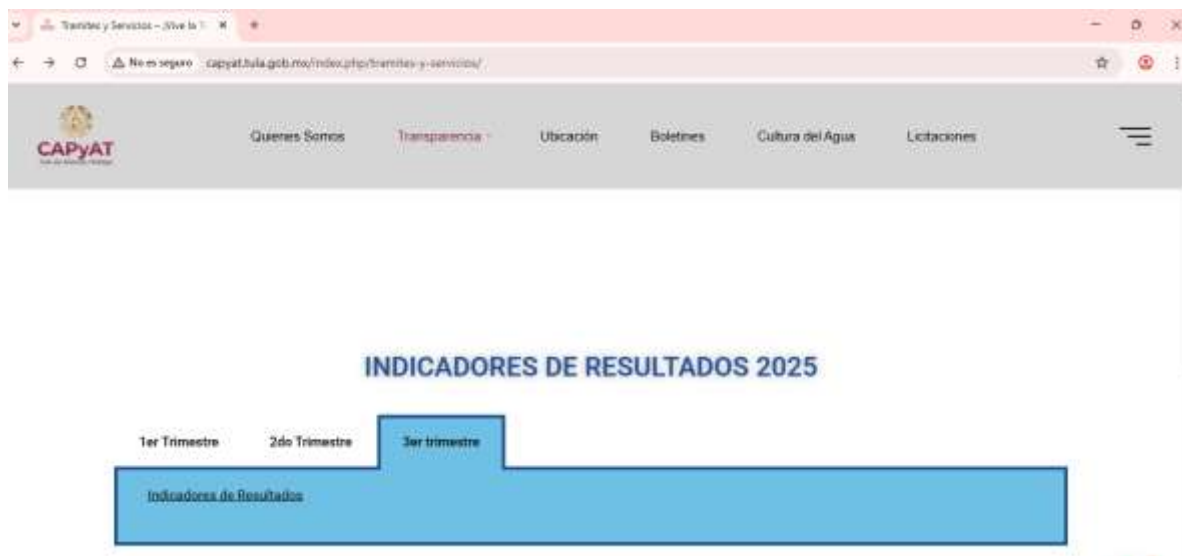 Tramites y Servicios – ¡Vive la T
No es seguro capyat.tula.gob.mx/index.php/tramites-y-servicios/
CAPyAT
Quienes Somos Transparencia Ubicación Boletines Cultura del Agua Licitaciones
INDICADORES DE RESULTADOS 2025
1er Trimestre 2do Trimestre 3er trimestre
Indicadores de Resultados